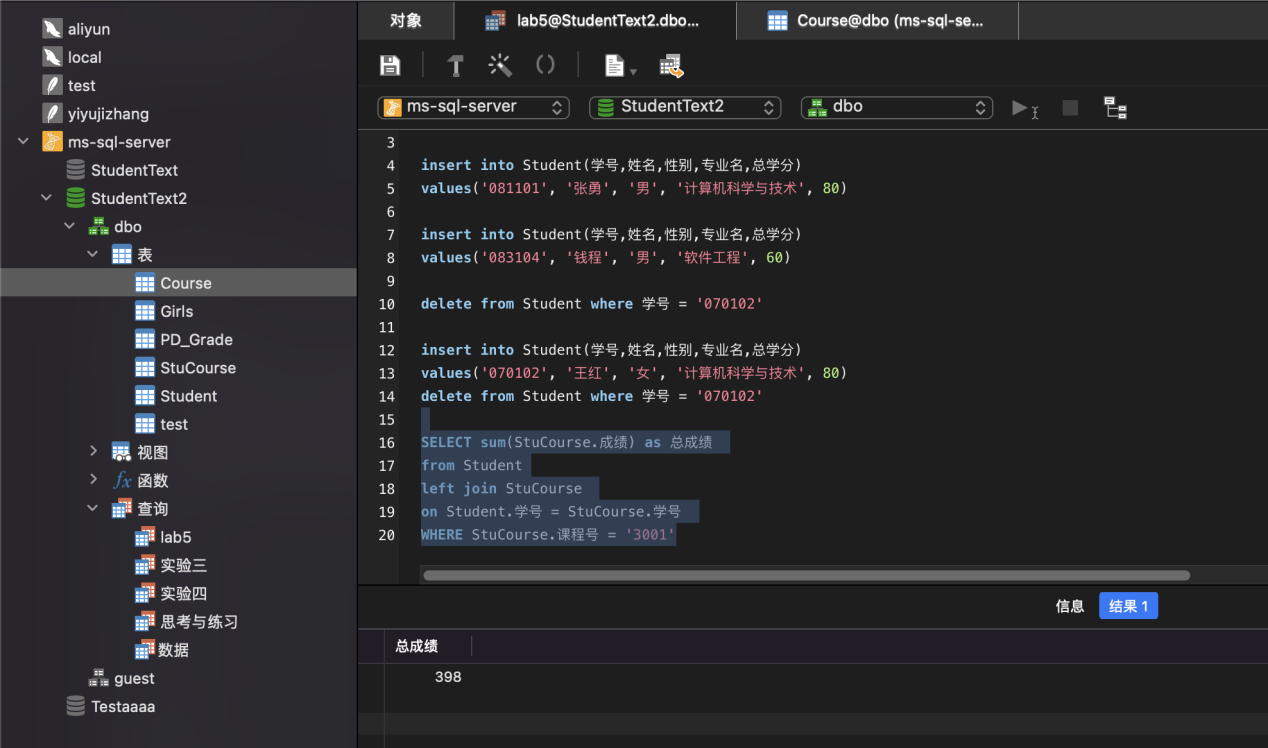 aliyun
local
test
yiyujizhang
ms-sql-server
StudentText
StudentText2
dbo
表
Course
Girls
PD_Grade
StuCourse
Student
test
视图
fx 函数
查询
lab5
实验三
实验四
思考与练习
数据
guest
Testaaaa
对象
lab5@StudentText2.dbo...
Course@dbo (ms-sql-se...
ms-sql-server
StudentText2
dbo
3
4 insert into Student(学号,姓名,性别,专业名,总学分)
5 values('081101', '张勇', '男', '计算机科学与技术', 80)
6
7 insert into Student(学号,姓名,性别,专业名,总学分)
8 values('083104', '钱程', '男', '软件工程', 60)
9
10 delete from Student where 学号 = '070102'
11
12 insert into Student(学号,姓名,性别,专业名,总学分)
13 values('070102', '王红', '女', '计算机科学与技术', 80)
14 delete from Student where 学号 = '070102'
15
16 SELECT sum(StuCourse.成绩) as 总成绩
17 from Student
18 left join StuCourse
19 on Student.学号 = StuCourse.学号
20 WHERE StuCourse.课程号 = '3001'
信息
结果 1
总成绩
398